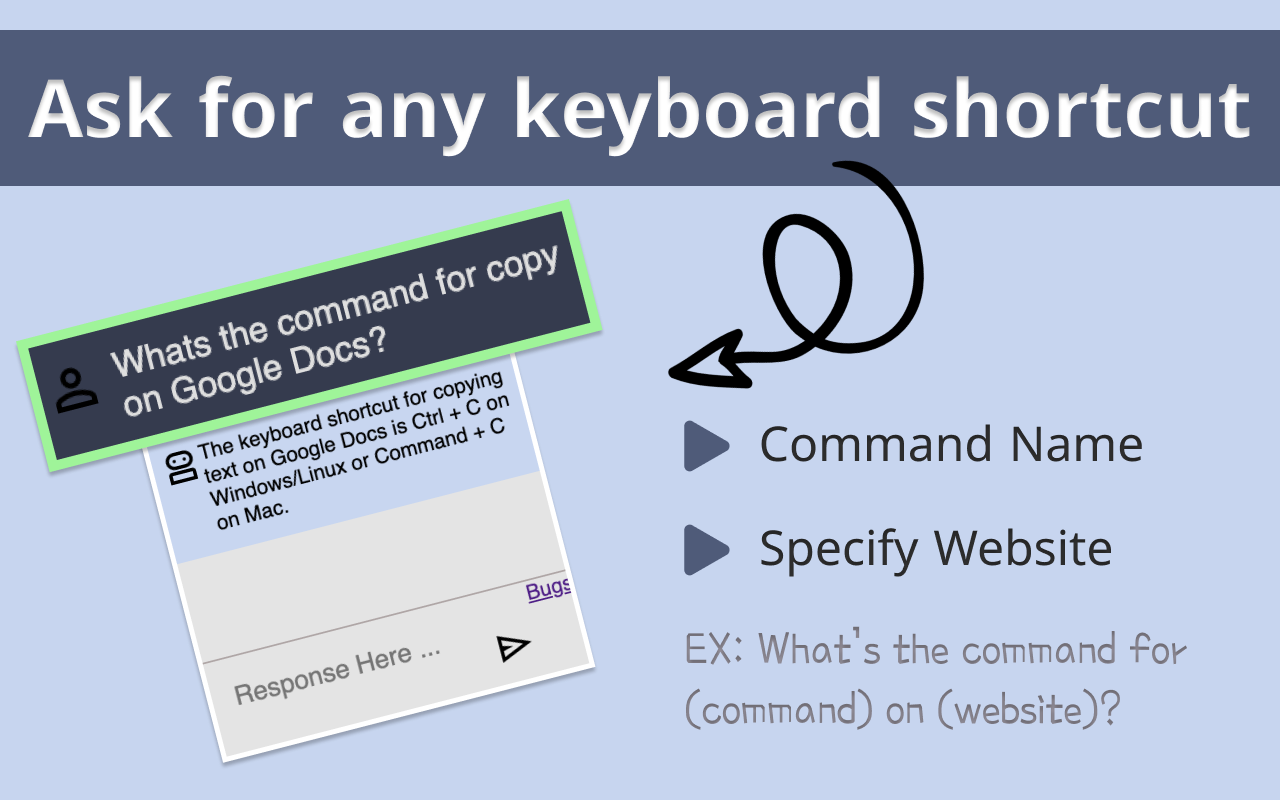 Ask for any keyboard shortcut
Whats the command for copy
on Google Docs?
The keyboard shortcut for copying
text on Google Docs is Ctrl + C on
Windows/Linux or Command + C
on Mac.
Bugs
Response Here ...
Command Name
Specify Website
EX: What's the command for
(command) on (website)?